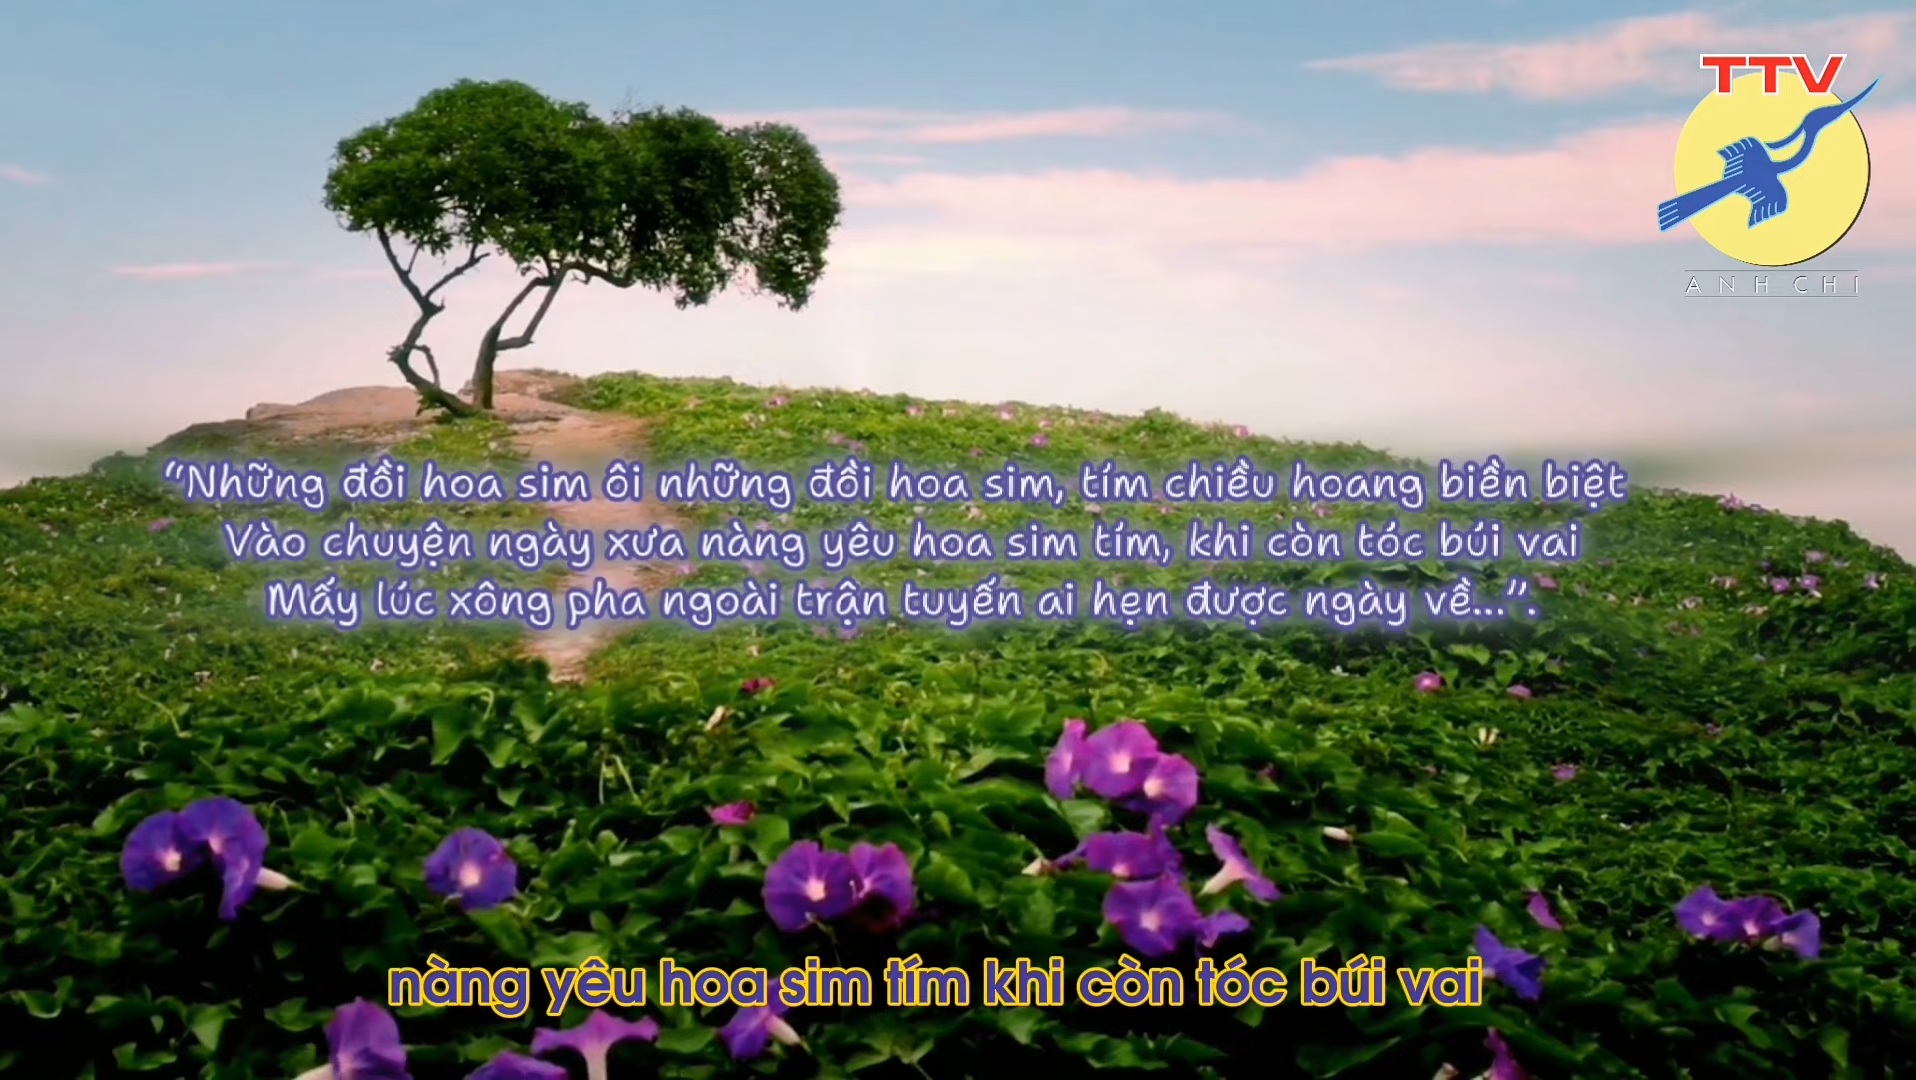 TTV
ANH CHI
“Những đồi hoa sim ôi những đồi hoa sim, tím chiều hoang biền biệt
Vào chuyện ngày xưa nàng yêu hoa sim tím, khi còn tóc búi vai
Mấy lúc xông pha ngoài trận tuyến ai hẹn được ngày về...”.
nàng yêu hoa sim tím khi còn tóc búi vai